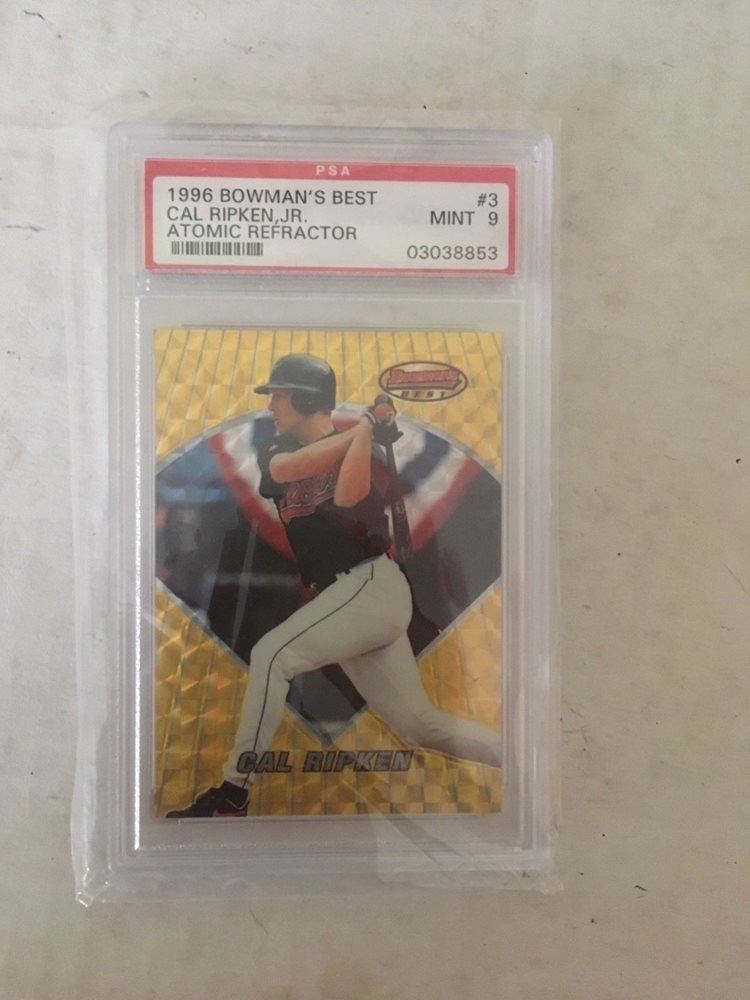 PSA
1996 BOWMAN'S BEST #3
CAL RIPKEN,JR. MINT 9
ATOMIC REFRACTOR
03038853
Bowman's
BEST
CAL RIPKEN